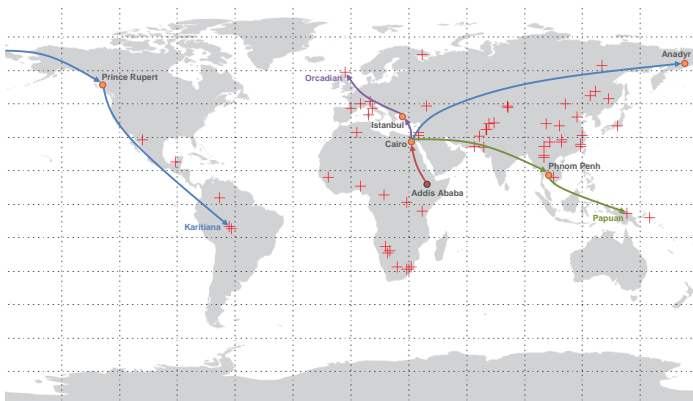 Anadyr
Prince Rupert
Orcadian
Istanbul
Cairo
Phnom Penh
Addis Ababa
Papuan
Karitiana